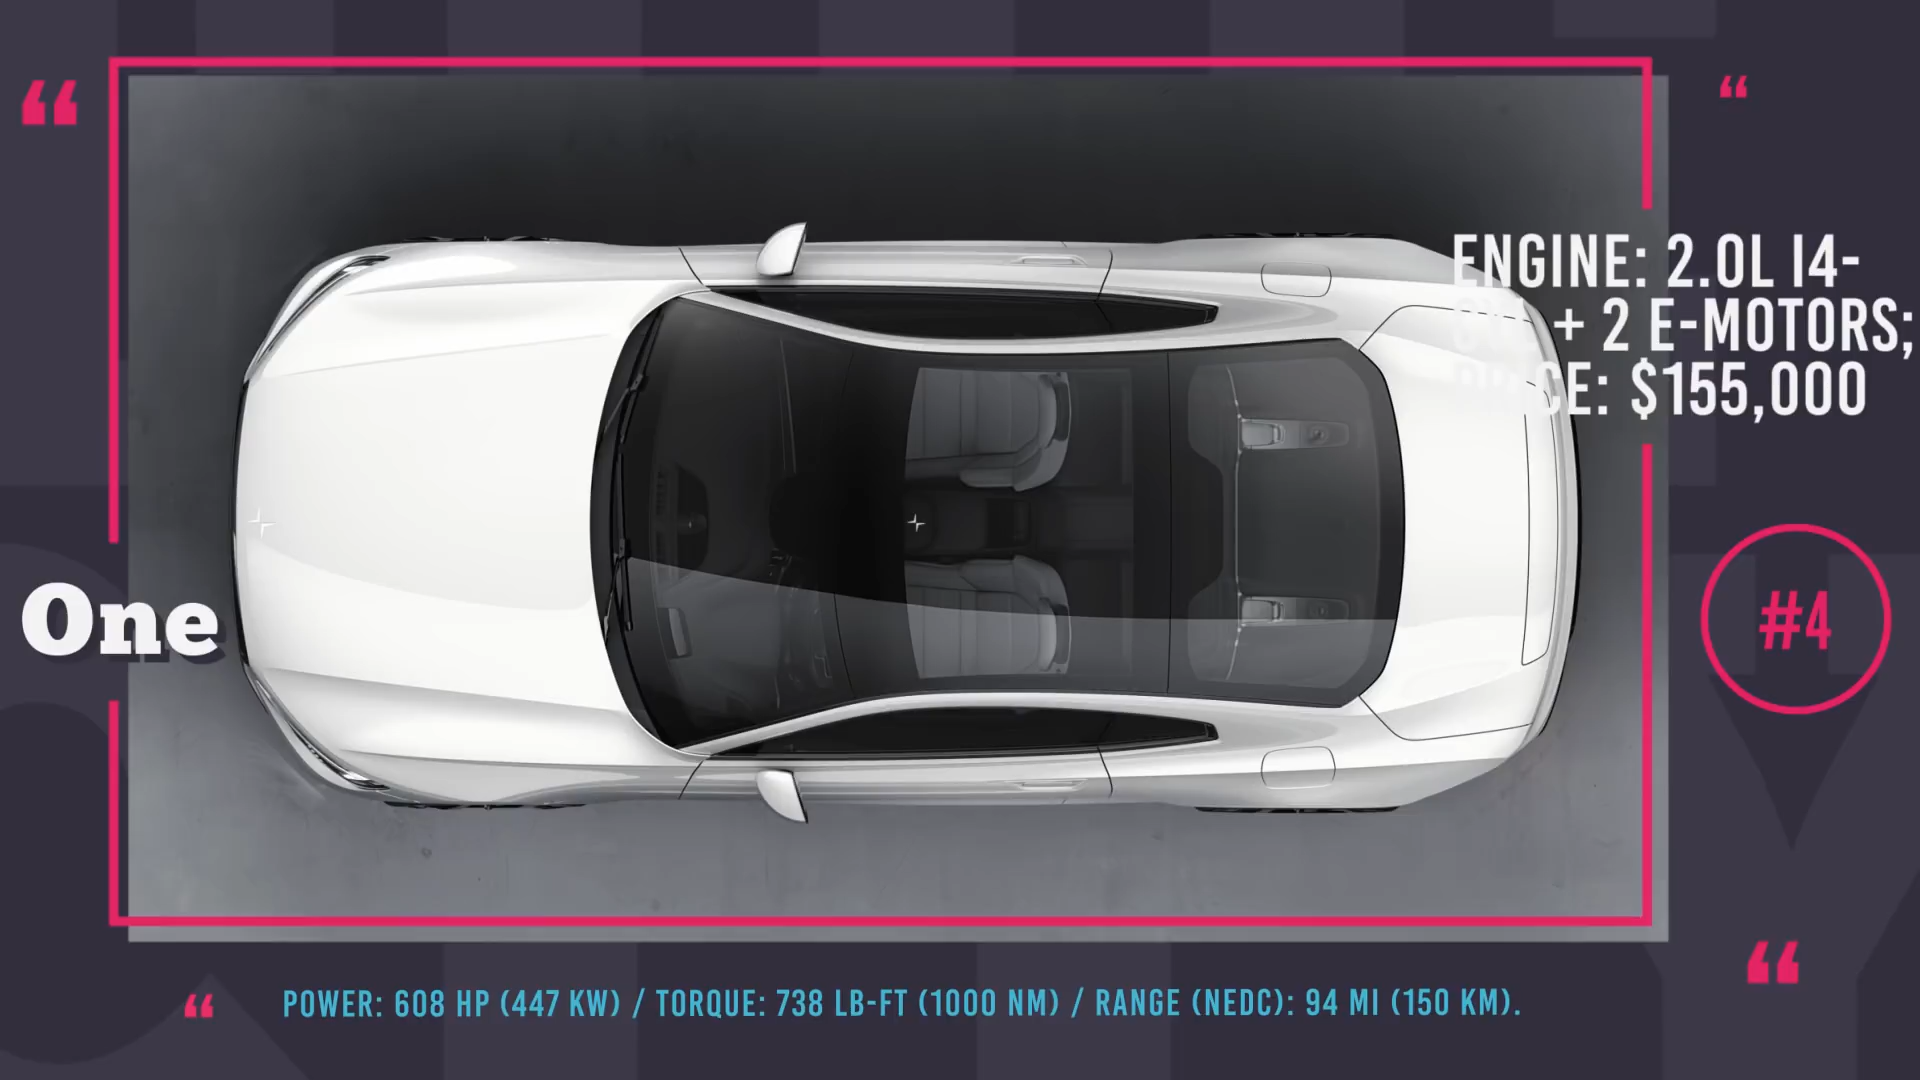 ENGINE: 2.0L I4-
+ 2 E-MOTORS;
PRICE: $155,000
One
#4
POWER: 608 HP (447 KW) / TORQUE: 738 LB-FT (1000 NM) / RANGE (NEDC): 94 MI (150 KM).